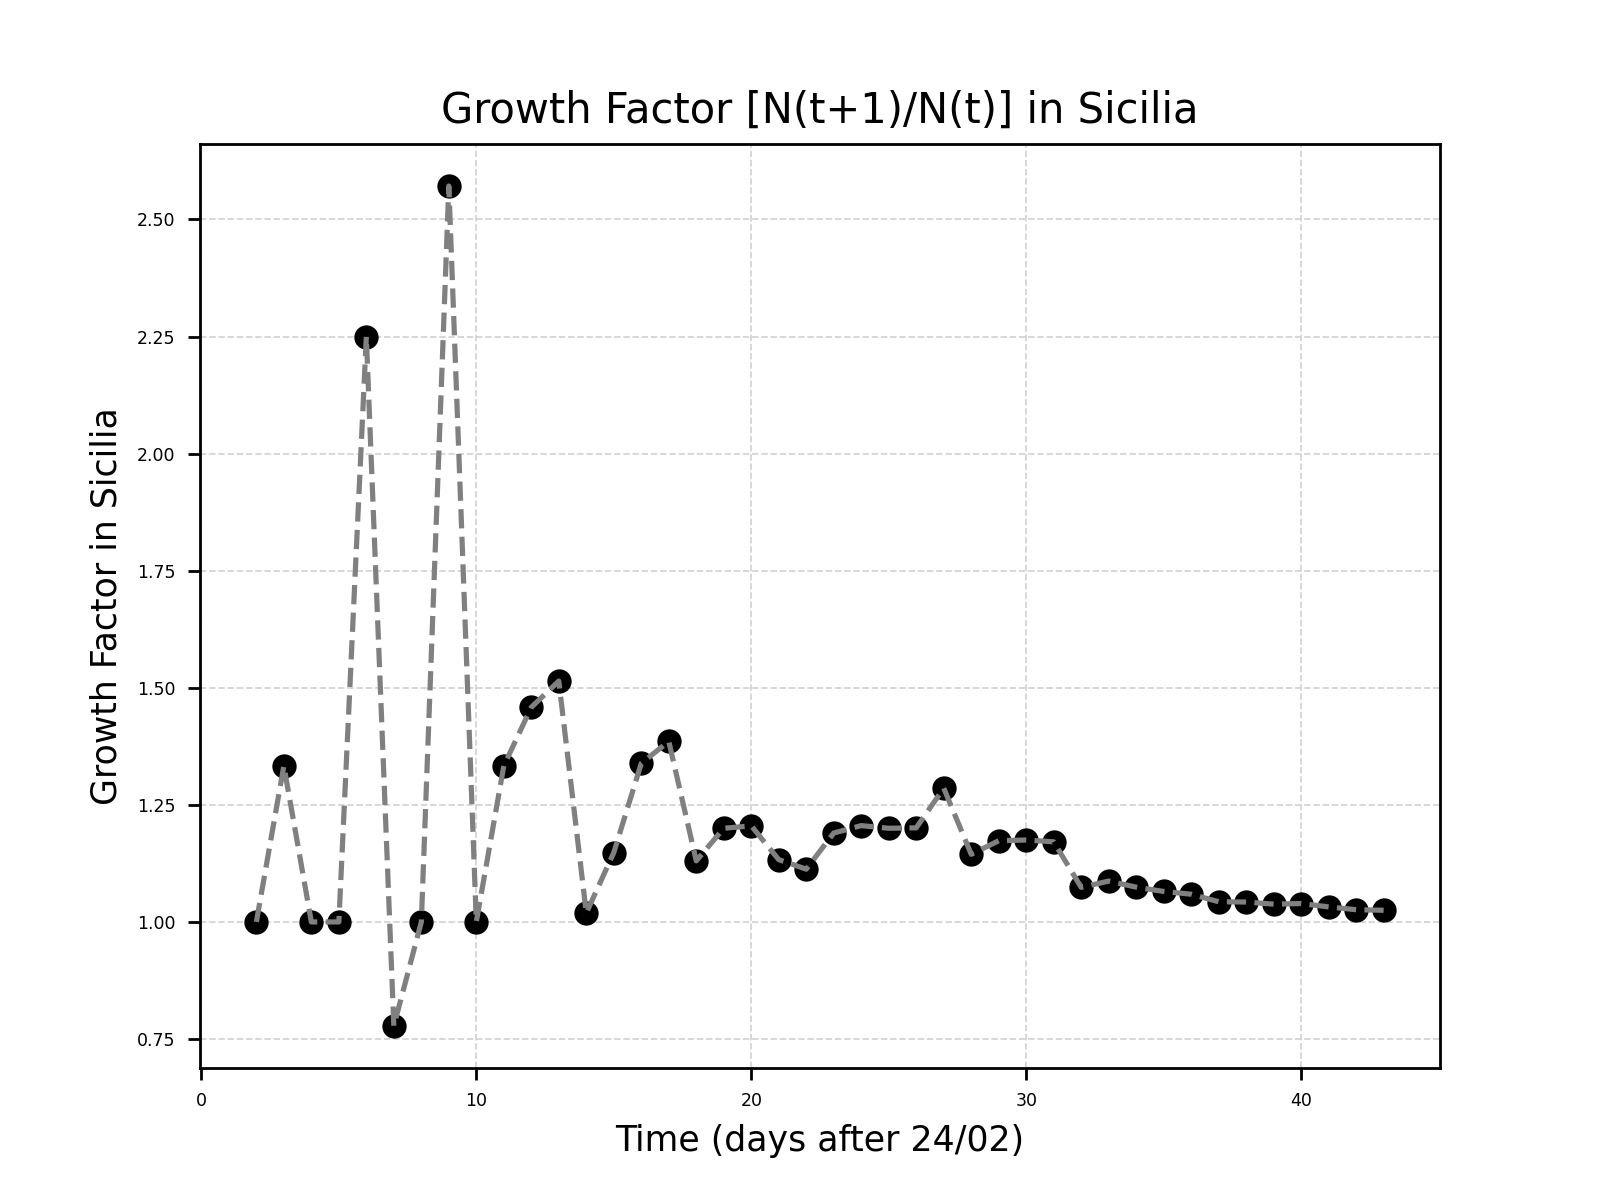 Growth Factor [N(t+1)/N(t)] in Sicilia
Growth Factor in Sicilia
2.50
2.25
2.00
1.75
1.50
1.25
1.00
0.75
0 10 20 30 40
Time (days after 24/02)